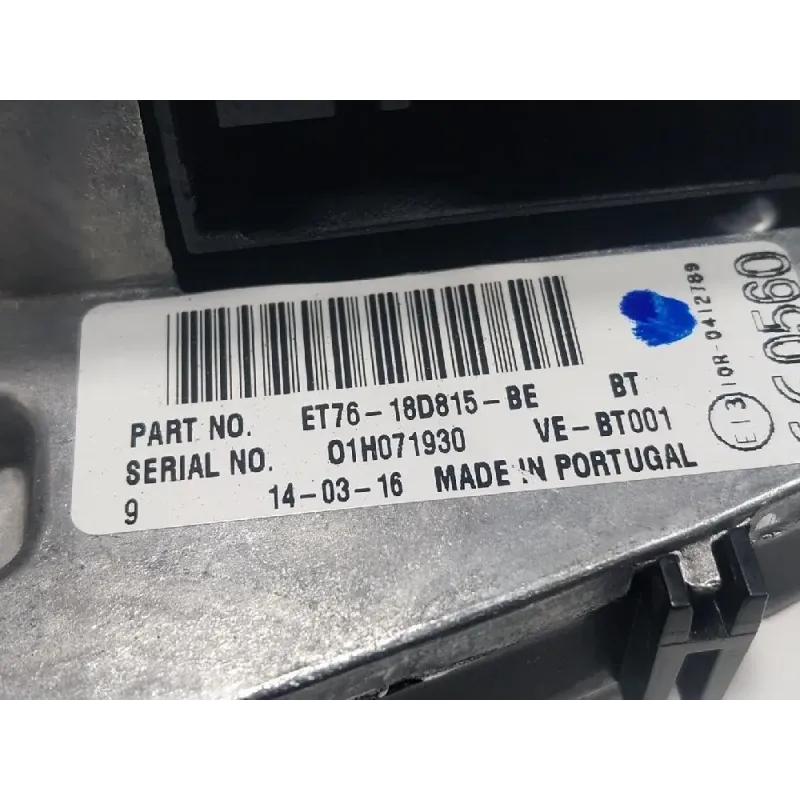 PART NO. ET76-18D815-BE BT
SERIAL NO. 01H071930 VE-BT001
9 14-03-16 MADE IN PORTUGAL
E13 10R-0412789
0560